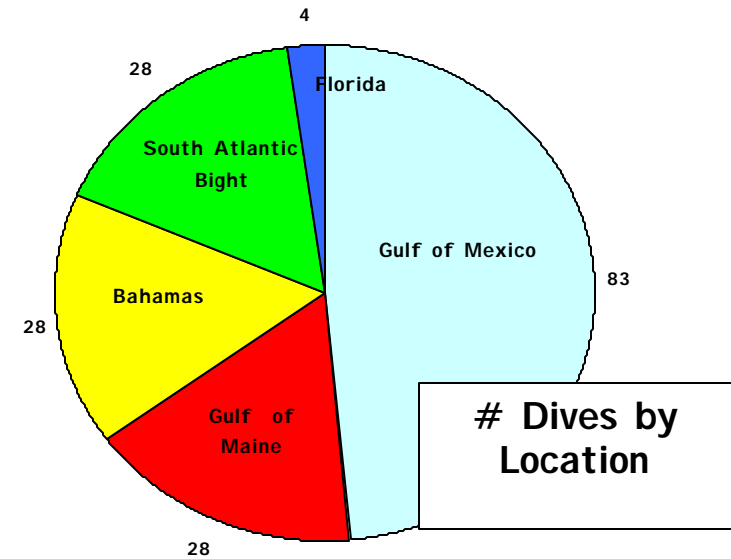 4
28
Florida
South Atlantic
Bight
Gulf of Mexico
83
Bahamas
28
Gulf of
Maine
# Dives by
Location
28